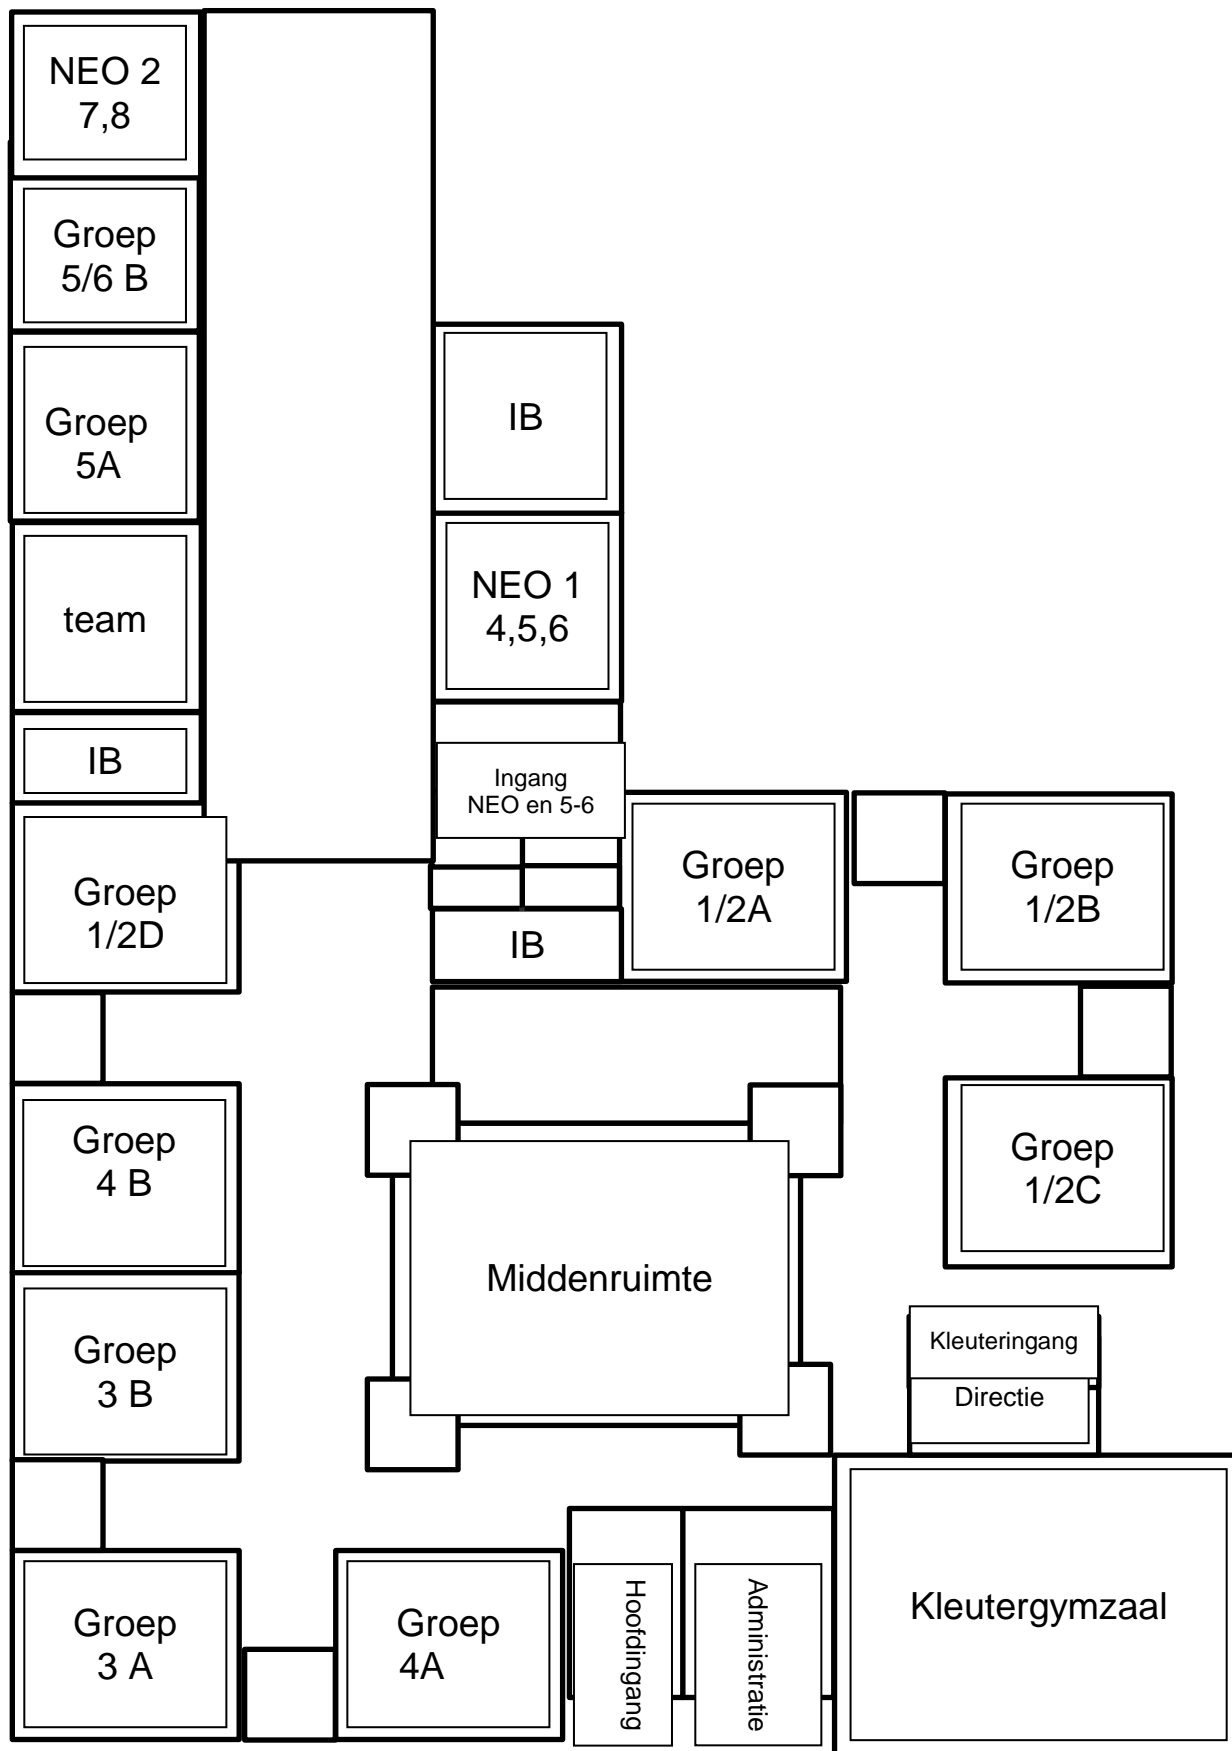 NEO 2
7,8
Groep
5/6 B
Groep
5A
IB
team
NEO 1
4,5,6
IB
Ingang
NEO en 5-6
Groep
1/2D
Groep
1/2A
Groep
1/2B
IB
Groep
4 B
Groep
1/2C
Middenruimte
Groep
3 B
Kleuteringang
Directie
Groep
3 A
Groep
4A
Hoofdingang
Administratie
Kleutergymzaal